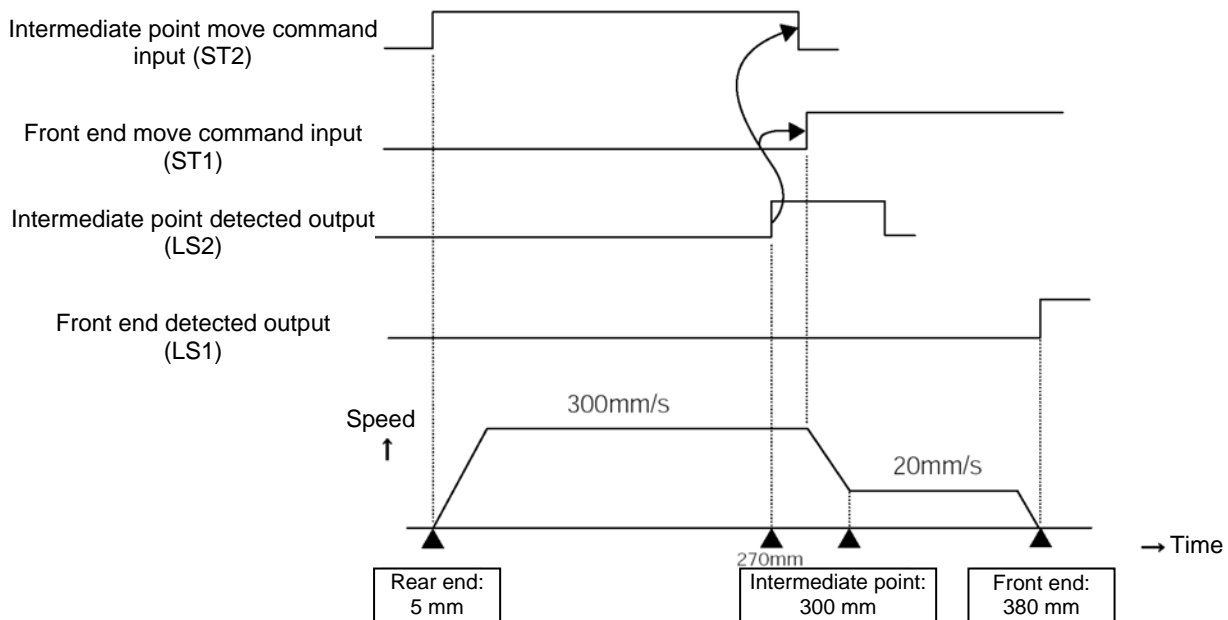 Intermediate point move command
input (ST2)
Front end move command input
(ST1)
Intermediate point detected output
(LS2)
Front end detected output
(LS1)
300mm/s
Speed
↑
20mm/s
→ Time
270mm
Rear end:
5 mm
Intermediate point:
300 mm
Front end:
380 mm